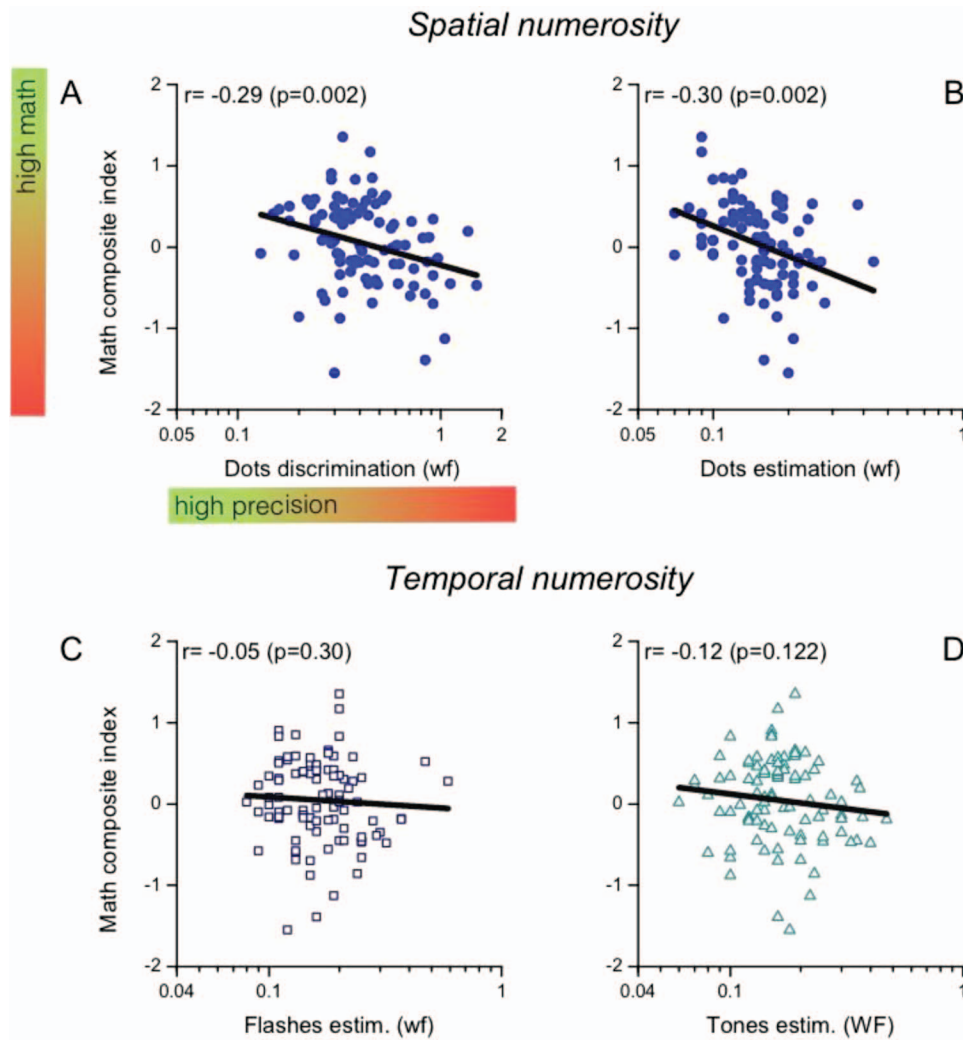 Spatial numerosity
high math
A
r= -0.29 (p=0.002)
Math composite index
2
1
0
-1
-2
0.05
0.1
1
2
Dots discrimination (wf)
high precision
B
r= -0.30 (p=0.002)
2
1
0
-1
-2
0.05
0.1
1
Dots estimation (wf)
Temporal numerosity
C
r= -0.05 (p=0.30)
Math composite index
2
1
0
-1
-2
0.04
0.1
1
Flashes estim. (wf)
D
r= -0.12 (p=0.122)
2
1
0
-1
-2
0.04
0.1
1
Tones estim. (WF)